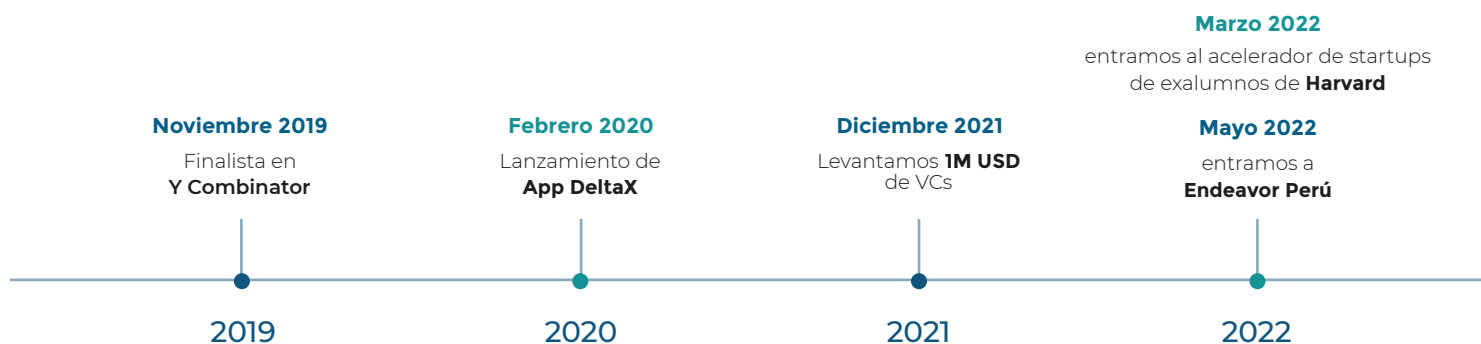 Noviembre 2019
Finalista en
Y Combinator
Febrero 2020
Lanzamiento de
App DeltaX
Diciembre 2021
Levantamos 1M USD
de VCs
Marzo 2022
entramos al acelerador de startups
de exalumnos de Harvard
Mayo 2022
entramos a
Endeavor Perú
2019
2020
2021
2022